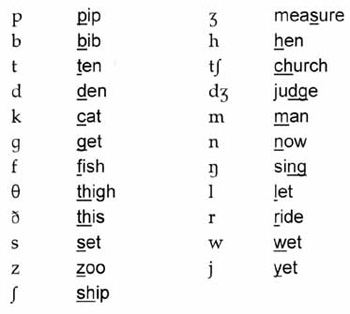 p pip ʒ measure
b bib h hen
t ten tʃ church
d den dʒ judge
k cat m man
g get n now
f fish ŋ sing
θ thigh l let
ð this r ride
s set w wet
z zoo j yet
ʃ ship